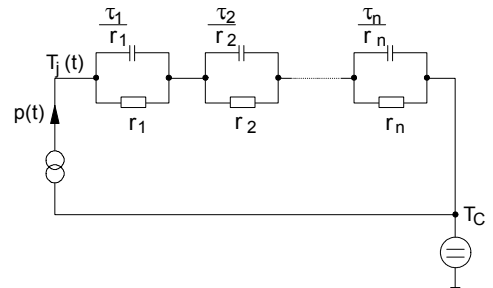 τ1/r1 τ2/r2 τn/rn
Tj (t)
r1 r2 rn
p(t)
TC